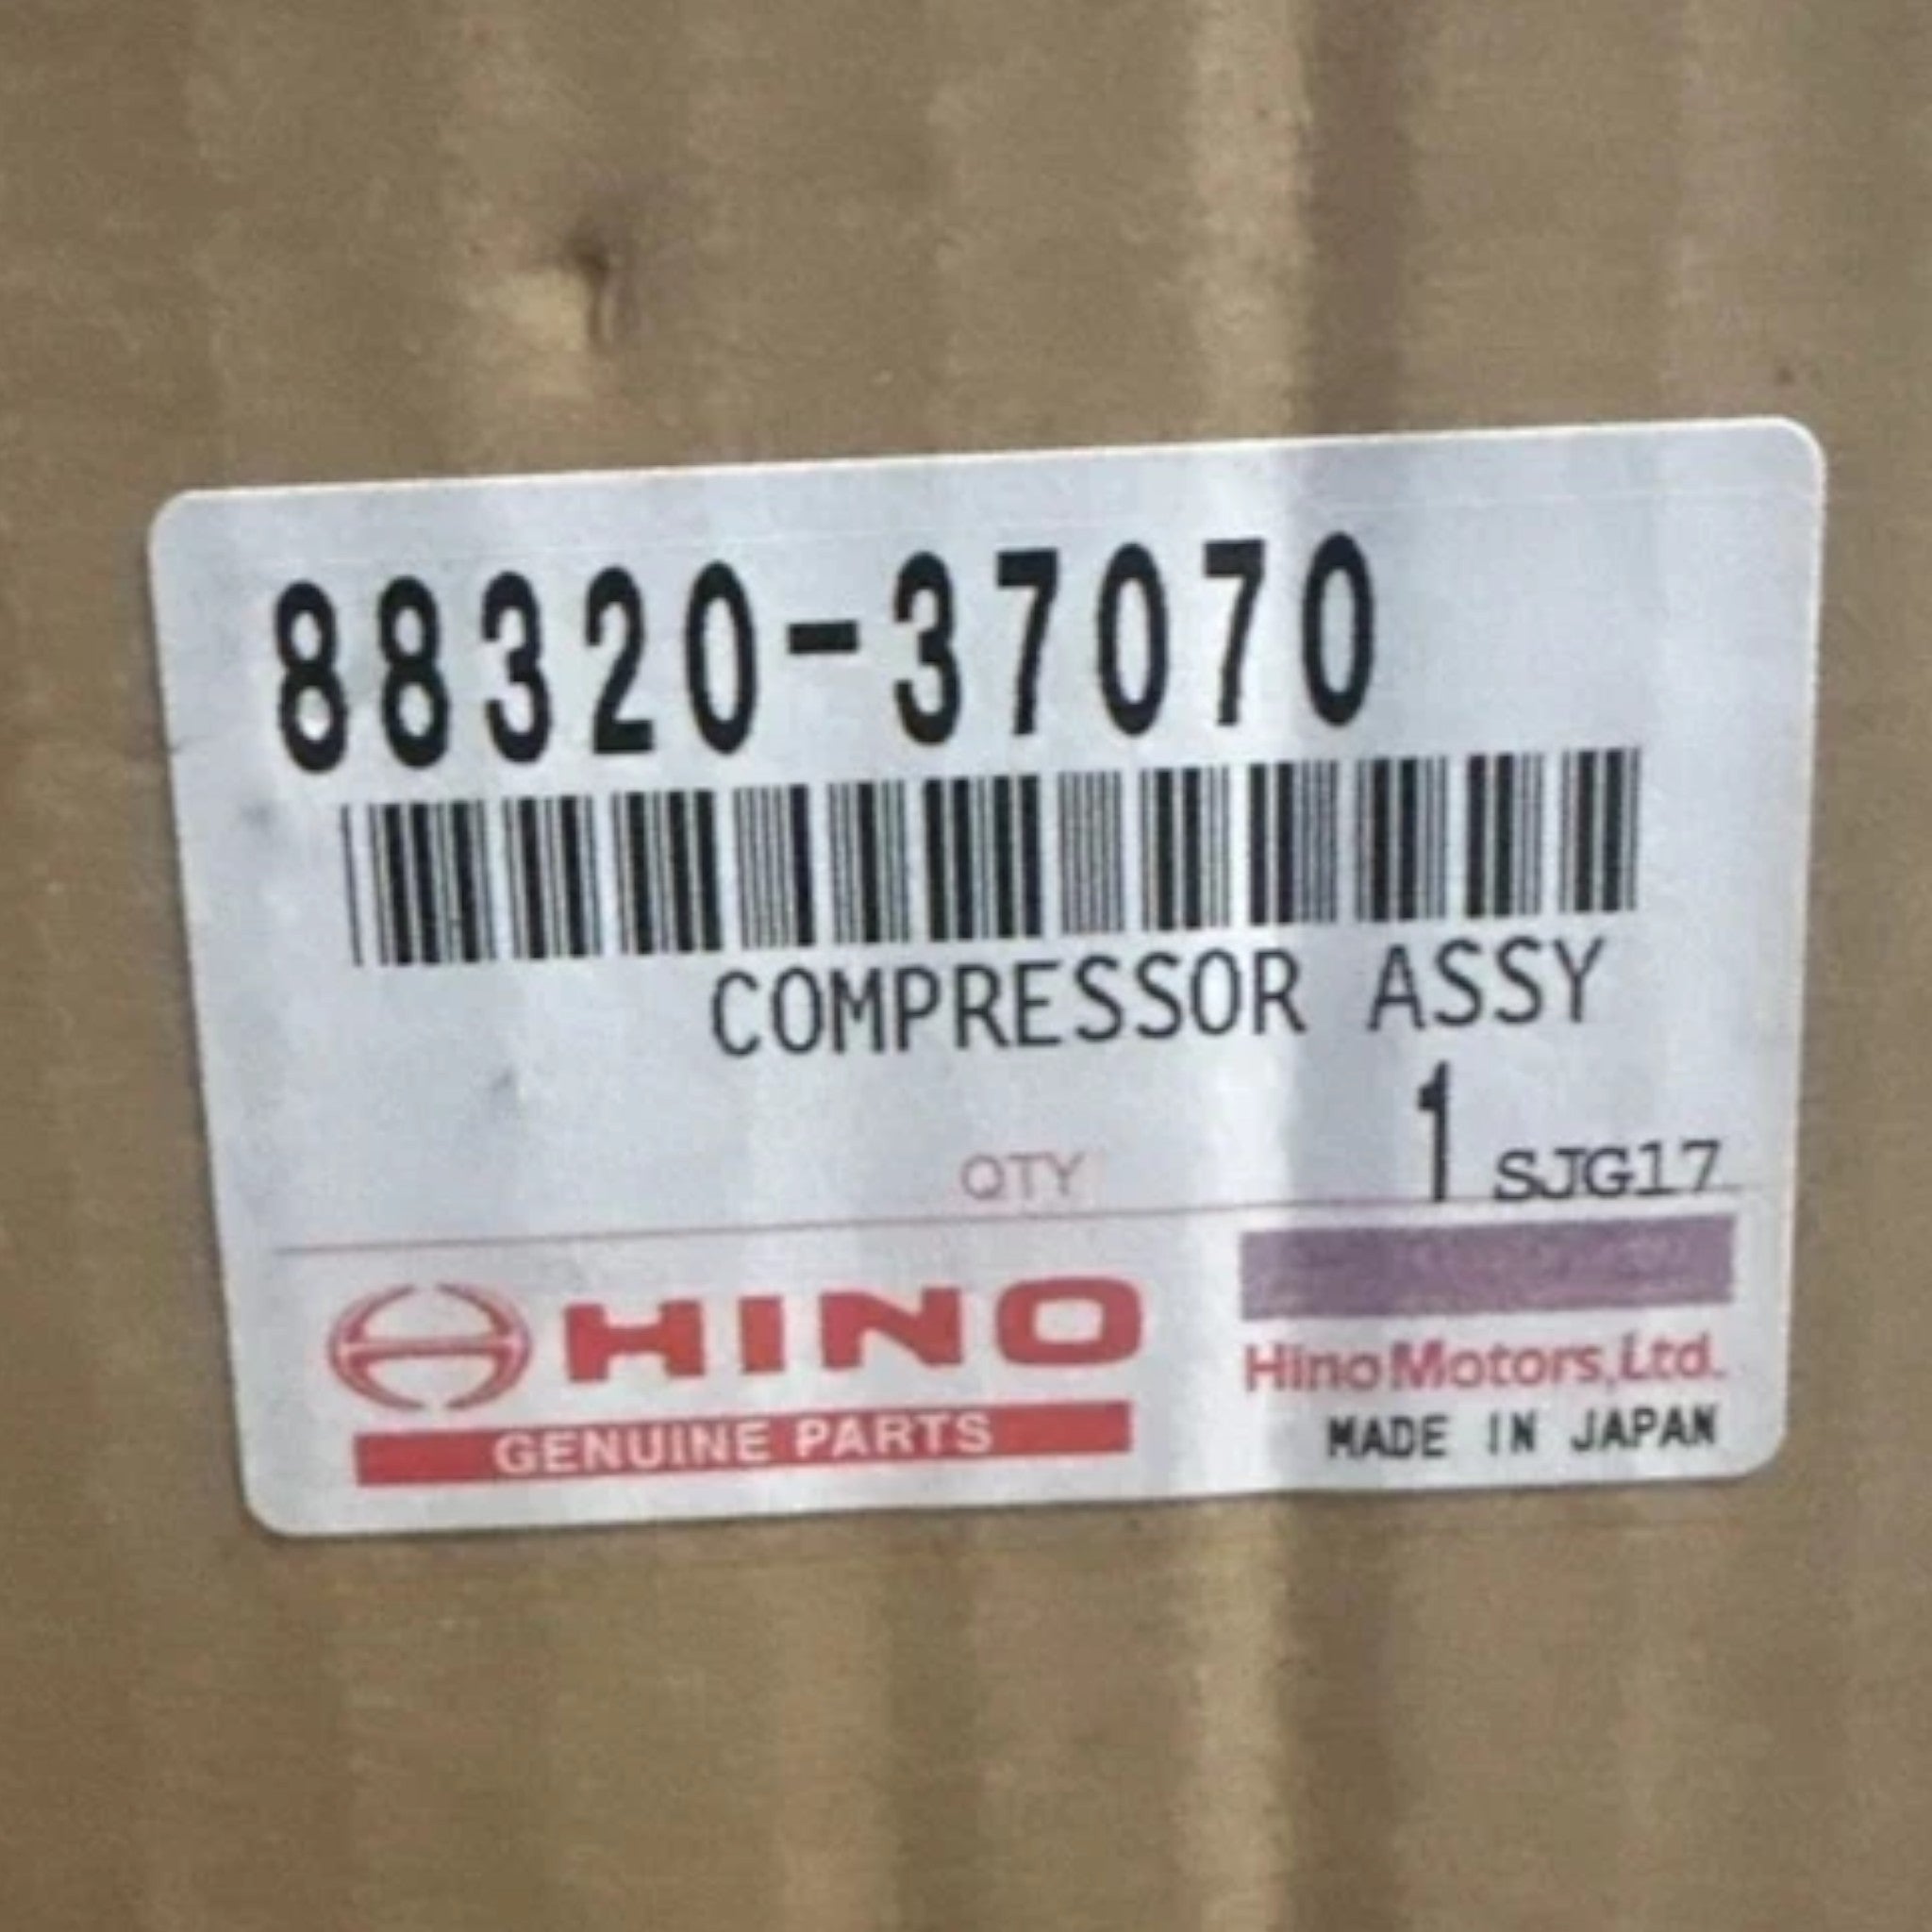 88320-37070
COMPRESSOR ASSY
QTY 1 SJG17
HINO
GENUINE PARTS
Hino Motors,Ltd.
MADE IN JAPAN